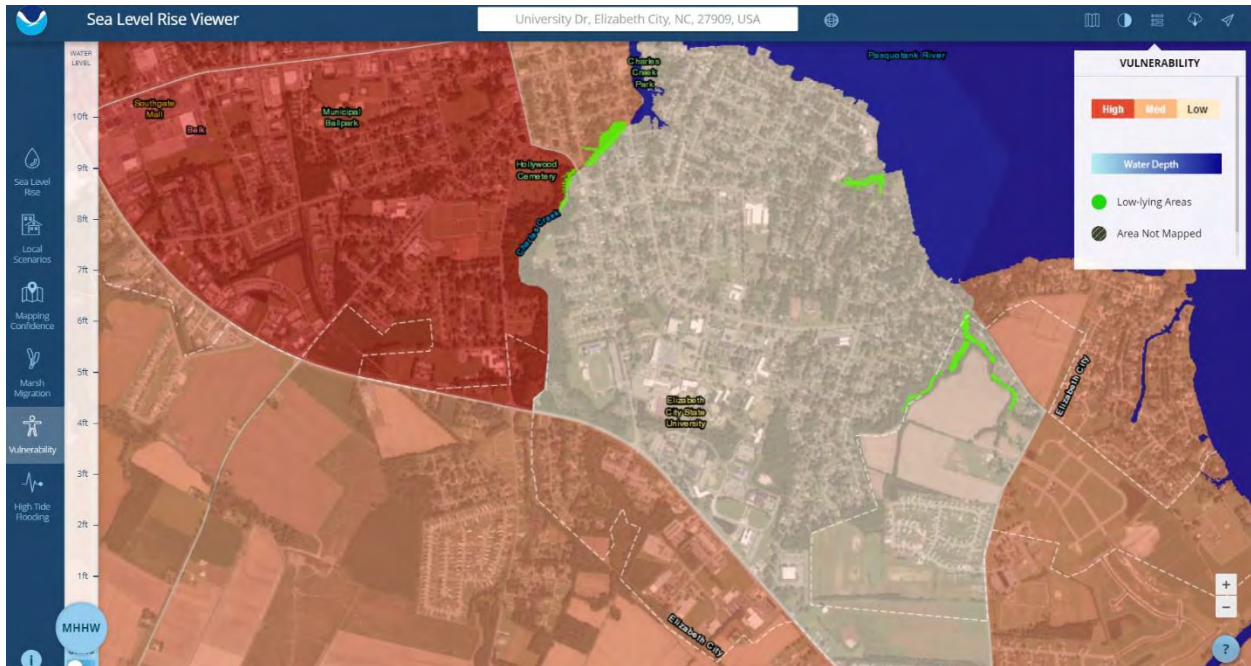 Sea Level Rise Viewer
University Dr, Elizabeth City, NC, 27909, USA
WATER
LEVEL
10ft
9ft
8ft
7ft
6ft
5ft
4ft
3ft
2ft
1ft
MHHW
Sea Level
Rise
Local
Scenarios
Mapping
Confidence
Marsh
Migration
Vulnerability
High Tide
Flooding
i
Southgate
Mall
Belk
Municipal
Ballpark
Charles
Creek
Park
Pasquotank River
Hollywood
Cemetery
Charles Creek
Elizabeth
City State
University
Elizabeth City
Elizabeth City
VULNERABILITY
High Med Low
Water Depth
Low-lying Areas
Area Not Mapped
+
−
?